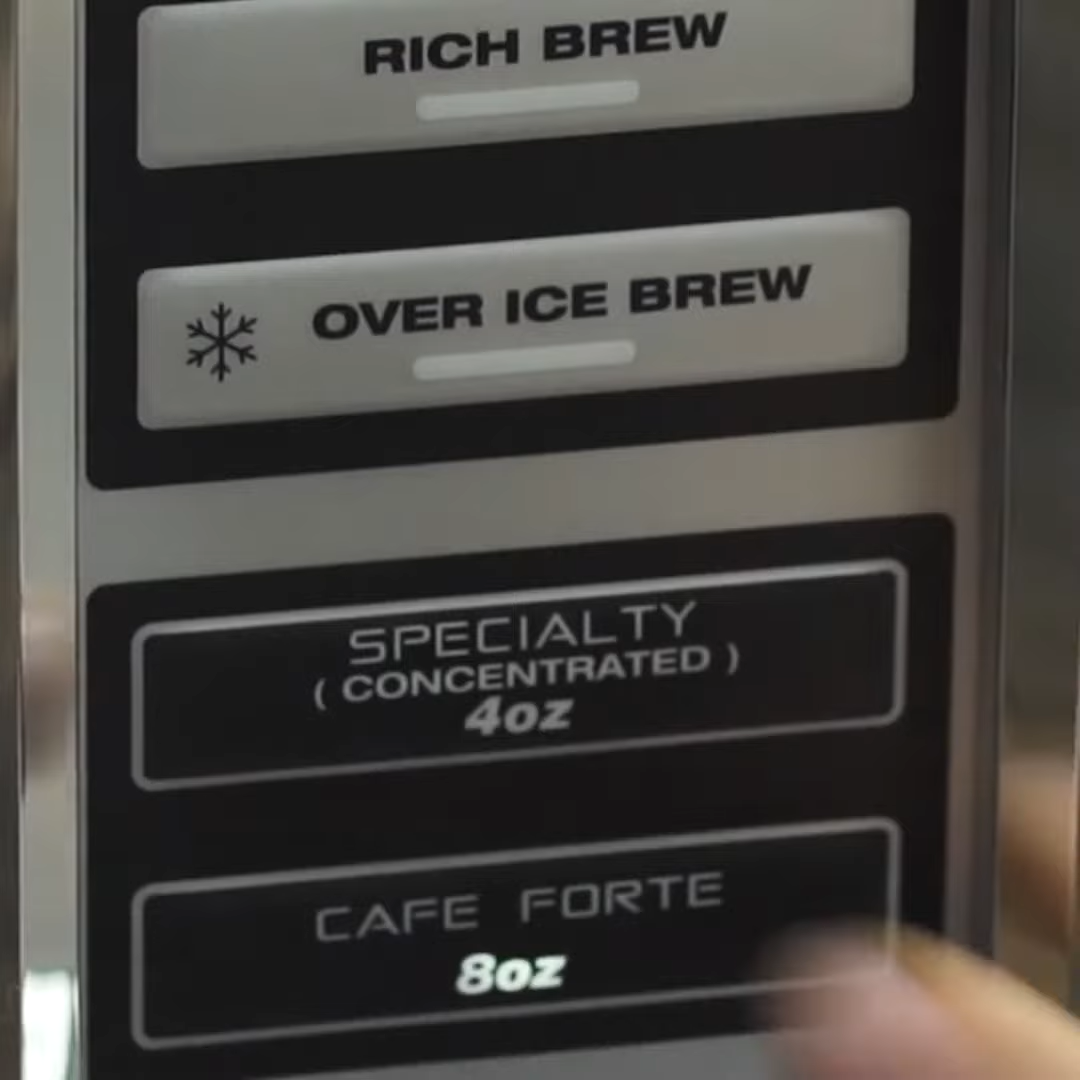 RICH BREW
OVER ICE BREW
SPECIALTY
( CONCENTRATED )
4oz
CAFE FORTE
8oz